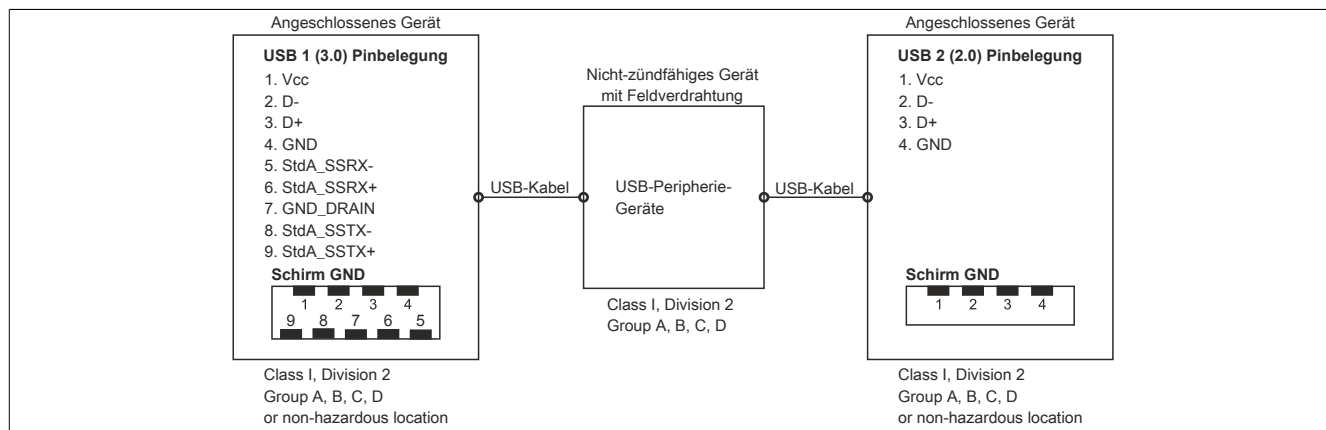 Angeschlossenes Gerät
USB 1 (3.0) Pinbelegung
1. Vcc
2. D-
3. D+
4. GND
5. StdA_SSRX-
6. StdA_SSRX+
7. GND_DRAIN
8. StdA_SSTX-
9. StdA_SSTX+
Schirm GND
1 2 3 4
9 8 7 6 5
Class I, Division 2
Group A, B, C, D
or non-hazardous location
USB-Kabel
Nicht-zündfähiges Gerät
mit Feldverdrahtung
USB-Peripherie-
Geräte
Class I, Division 2
Group A, B, C, D
USB-Kabel
Angeschlossenes Gerät
USB 2 (2.0) Pinbelegung
1. Vcc
2. D-
3. D+
4. GND
Schirm GND
1 2 3 4
Class I, Division 2
Group A, B, C, D
or non-hazardous location